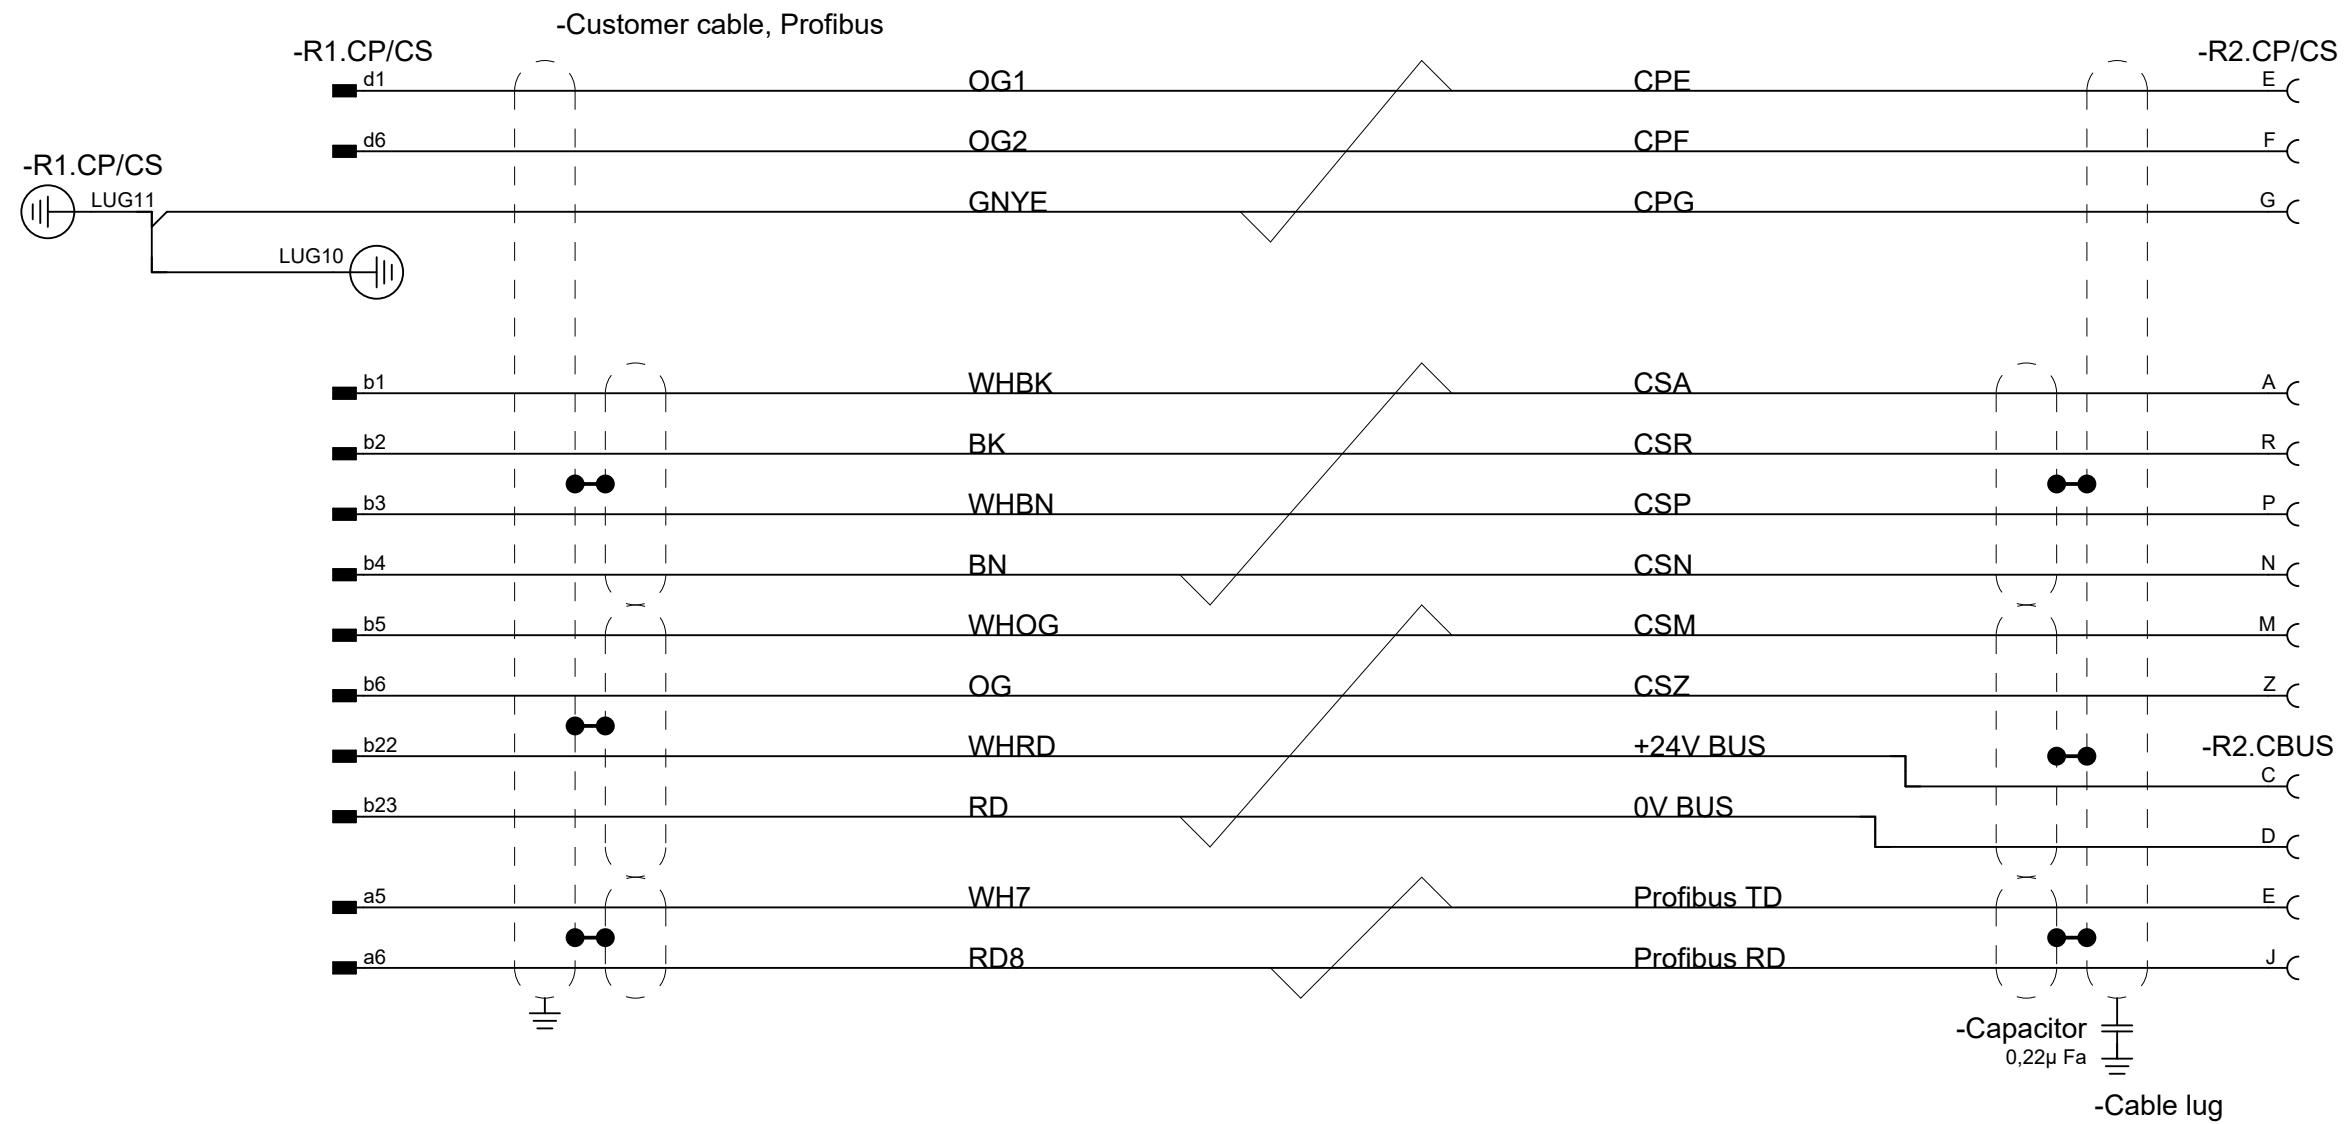 -Customer cable, Profibus
-R1.CP/CS -R2.CP/CS
d1 OG1 CPE E
d6 OG2 CPF F
-R1.CP/CS
LUG11 GNYE CPG G
LUG10
b1 WHBK CSA A
b2 BK CSR R
b3 WHBN CSP P
b4 BN CSN N
b5 WHOG CSM M
b6 OG CSZ Z
b22 WHRD +24V BUS -R2.CBUS
C
b23 RD 0V BUS
D
a5 WH7 Profibus TD E
a6 RD8 Profibus RD J
-Capacitor
0,22µ Fa
-Cable lug